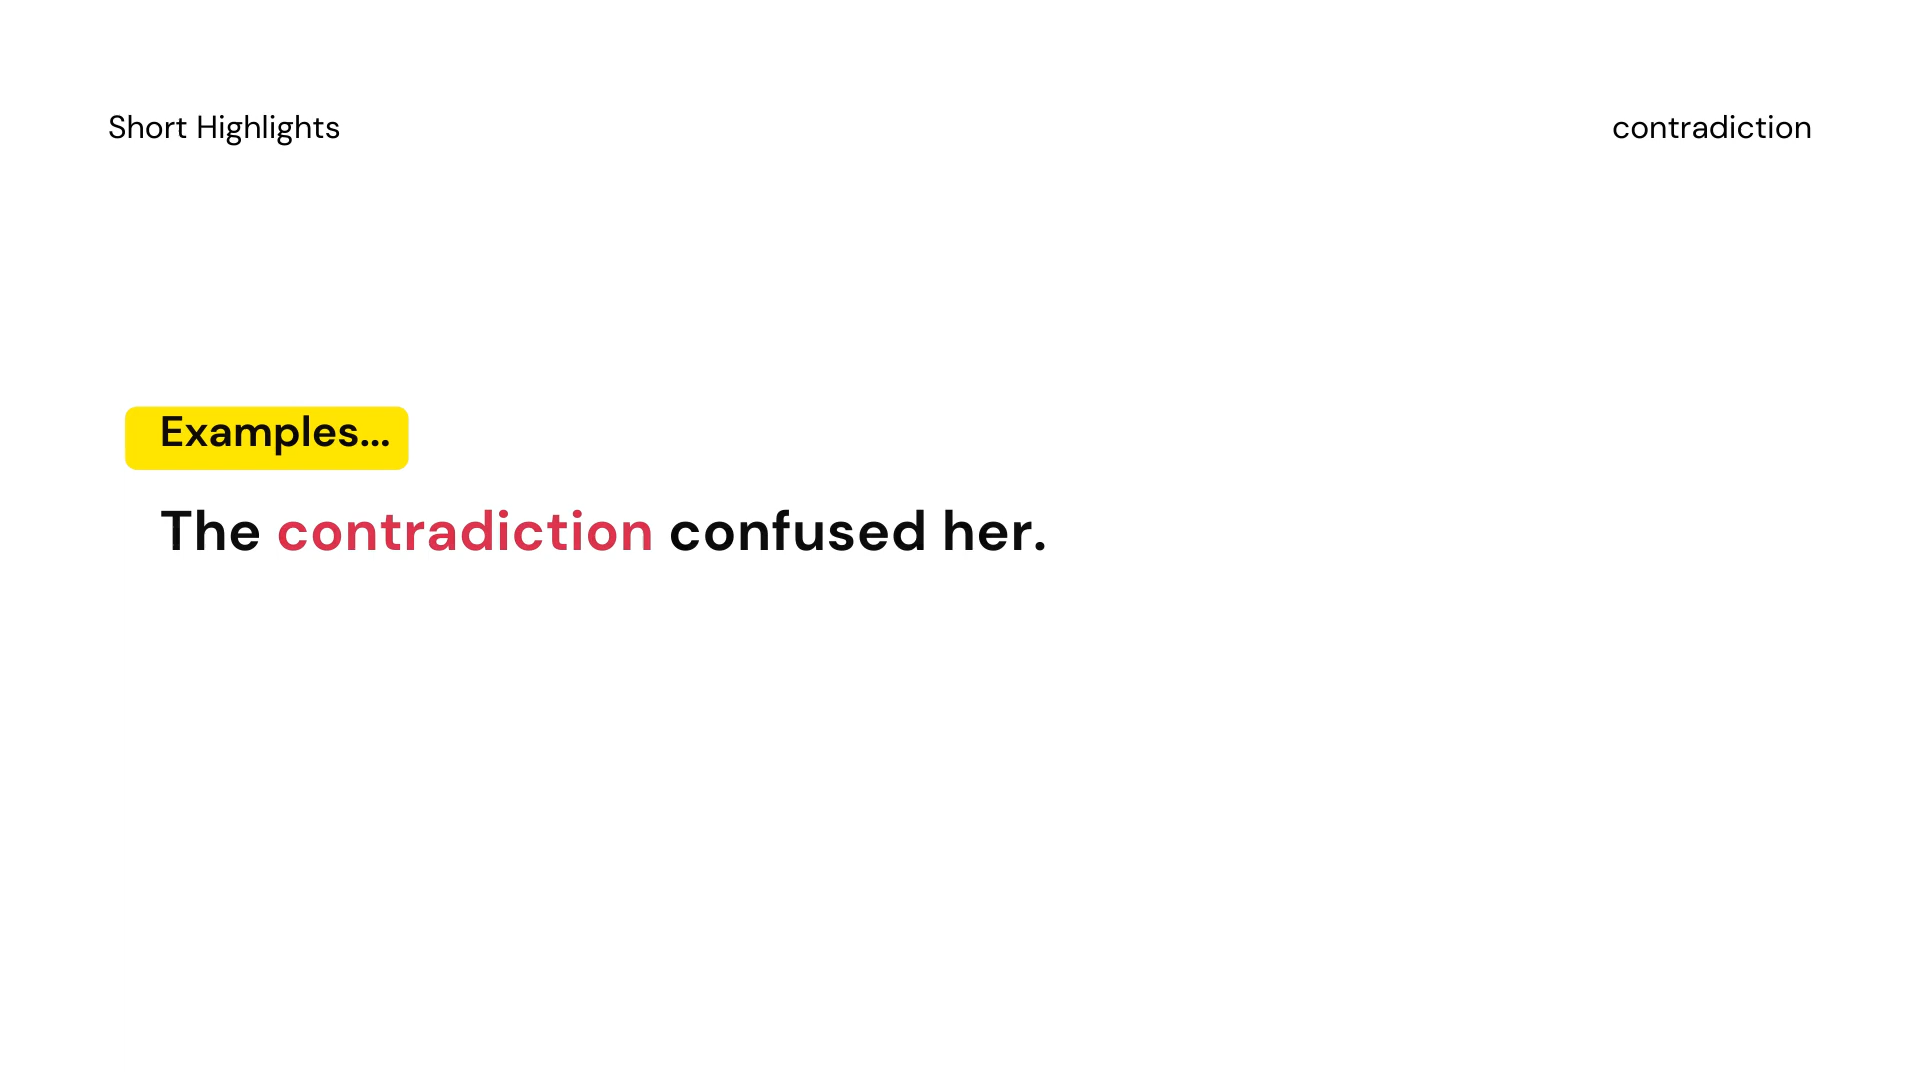 Short Highlights
contradiction
Examples...
The contradiction confused her.